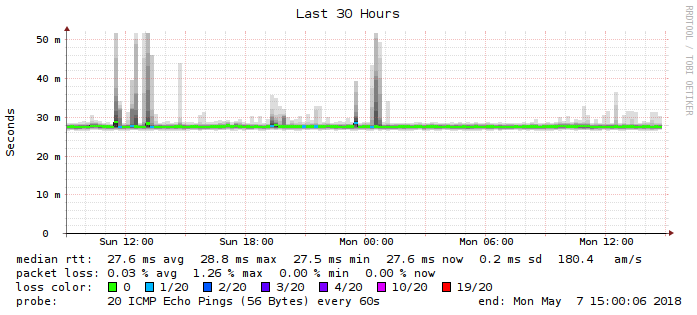 Last 30 Hours
RRDTOOL / TOBI OETIKER
Seconds
50 m
40 m
30 m
20 m
10 m
0
Sun 12:00 Sun 18:00 Mon 00:00 Mon 06:00 Mon 12:00
median rtt: 27.6 ms avg 28.8 ms max 27.5 ms min 27.6 ms now 0.2 ms sd 180.4 am/s
packet loss: 0.03 % avg 1.26 % max 0.00 % min 0.00 % now
loss color: 0 1/20 2/20 3/20 4/20 10/20 19/20
probe: 20 ICMP Echo Pings (56 Bytes) every 60s end: Mon May 7 15:00:06 2018